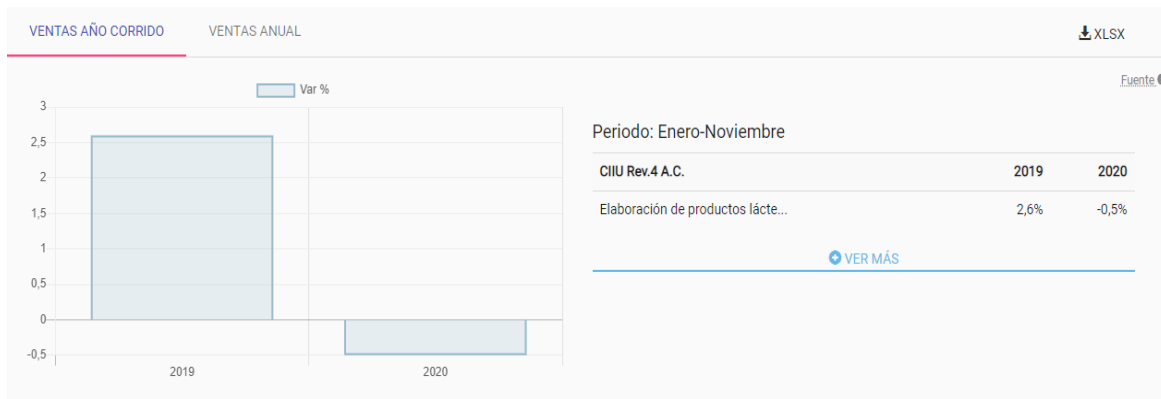 VENTAS AÑO CORRIDO VENTAS ANUAL XLSX
Fuente
Var %
3
2,5
2
1,5
1
0,5
0
-0,5
2019 2020
Periodo: Enero-Noviembre
CIIU Rev.4 A.C. 2019 2020
Elaboración de productos lácte... 2,6% -0,5%
VER MÁS